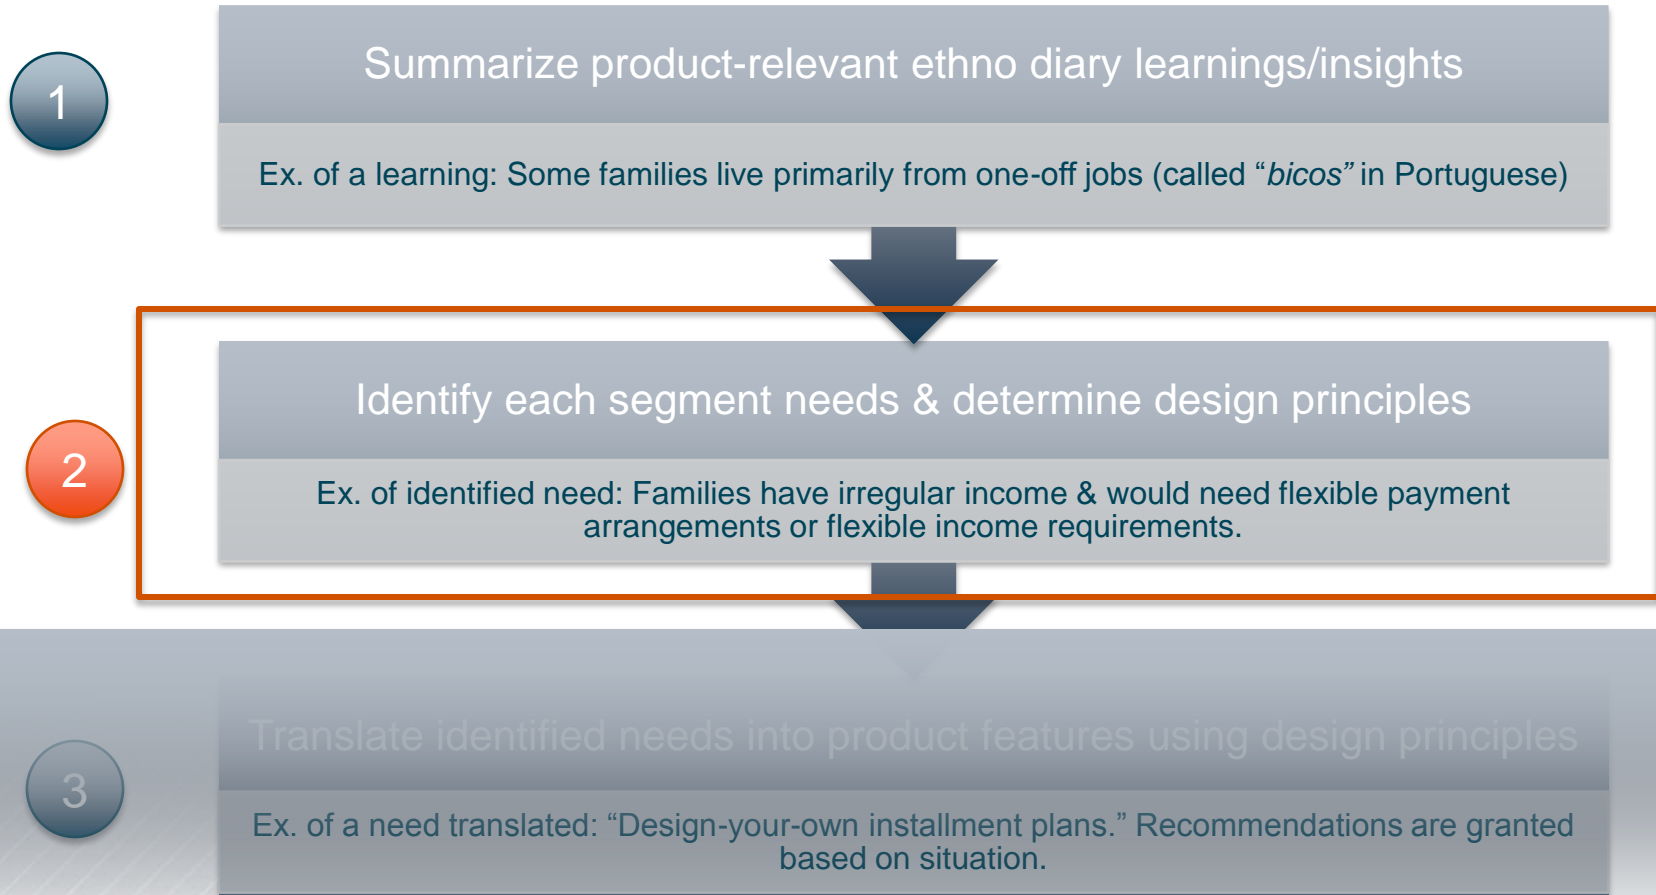 1
Summarize product-relevant ethno diary learnings/insights
Ex. of a learning: Some families live primarily from one-off jobs (called “bicos” in Portuguese)
2
Identify each segment needs & determine design principles
Ex. of identified need: Families have irregular income & would need flexible payment
arrangements or flexible income requirements.
3
Translate identified needs into product features using design principles
Ex. of a need translated: “Design-your-own installment plans.” Recommendations are granted
based on situation.